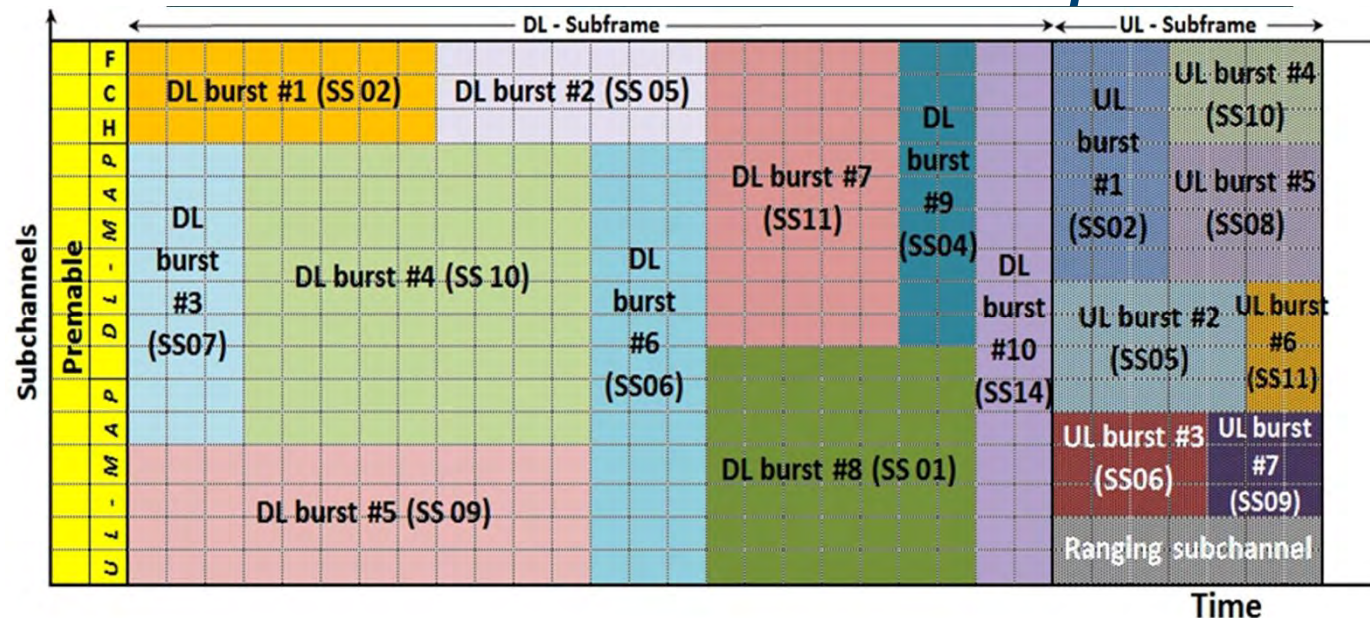 DL - Subframe
UL - Subframe
Subchannels
Premable
F
C
H
DL - MAP
UL - MAP
DL burst #1 (SS 02)
DL burst #2 (SS 05)
DL
burst
#3
(SS07)
DL burst #4 (SS 10)
DL burst #5 (SS 09)
DL
burst
#6
(SS06)
DL burst #7
(SS11)
DL burst #8 (SS 01)
DL
burst
#9
(SS04)
DL
burst
#10
(SS14)
UL
burst
#1
(SS02)
UL burst #4
(SS10)
UL burst #5
(SS08)
UL burst #2
(SS05)
UL burst
#6
(SS11)
UL burst #3
(SS06)
UL burst
#7
(SS09)
Ranging subchannel
Time